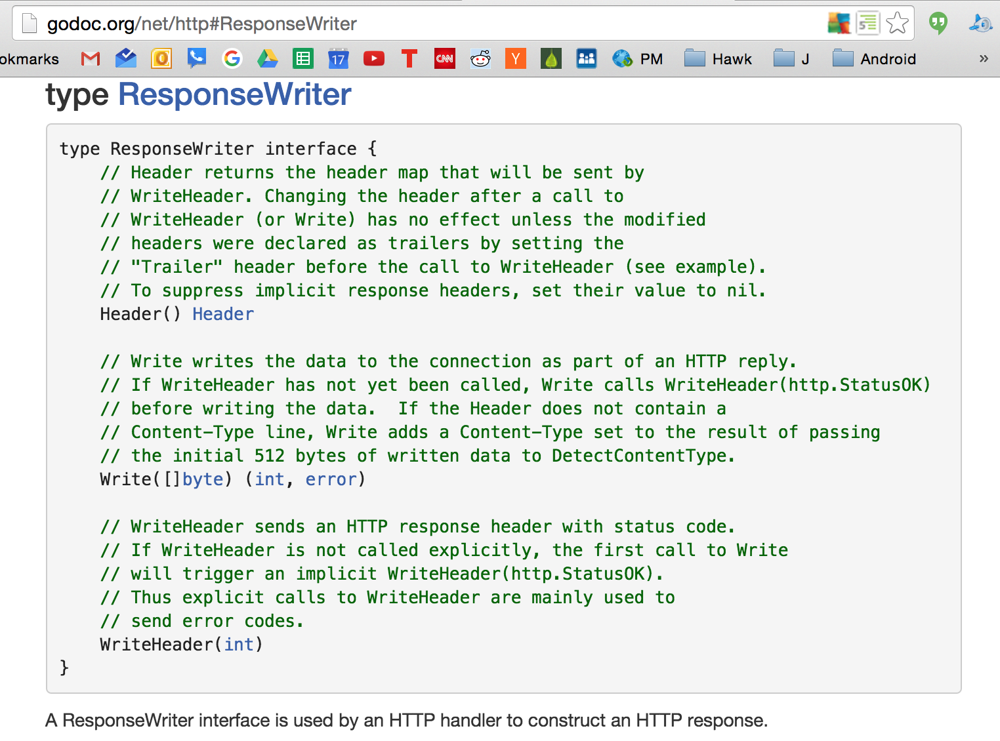 godoc.org/net/http#ResponseWriter
okmarks 17 T CNN Y PM Hawk J Android »
type ResponseWriter
type ResponseWriter interface {
// Header returns the header map that will be sent by
// WriteHeader. Changing the header after a call to
// WriteHeader (or Write) has no effect unless the modified
// headers were declared as trailers by setting the
// "Trailer" header before the call to WriteHeader (see example).
// To suppress implicit response headers, set their value to nil.
Header() Header
// Write writes the data to the connection as part of an HTTP reply.
// If WriteHeader has not yet been called, Write calls WriteHeader(http.StatusOK)
// before writing the data.  If the Header does not contain a
// Content-Type line, Write adds a Content-Type set to the result of passing
// the initial 512 bytes of written data to DetectContentType.
Write([]byte) (int, error)
// WriteHeader sends an HTTP response header with status code.
// If WriteHeader is not called explicitly, the first call to Write
// will trigger an implicit WriteHeader(http.StatusOK).
// Thus explicit calls to WriteHeader are mainly used to
// send error codes.
WriteHeader(int)
}
A ResponseWriter interface is used by an HTTP handler to construct an HTTP response.